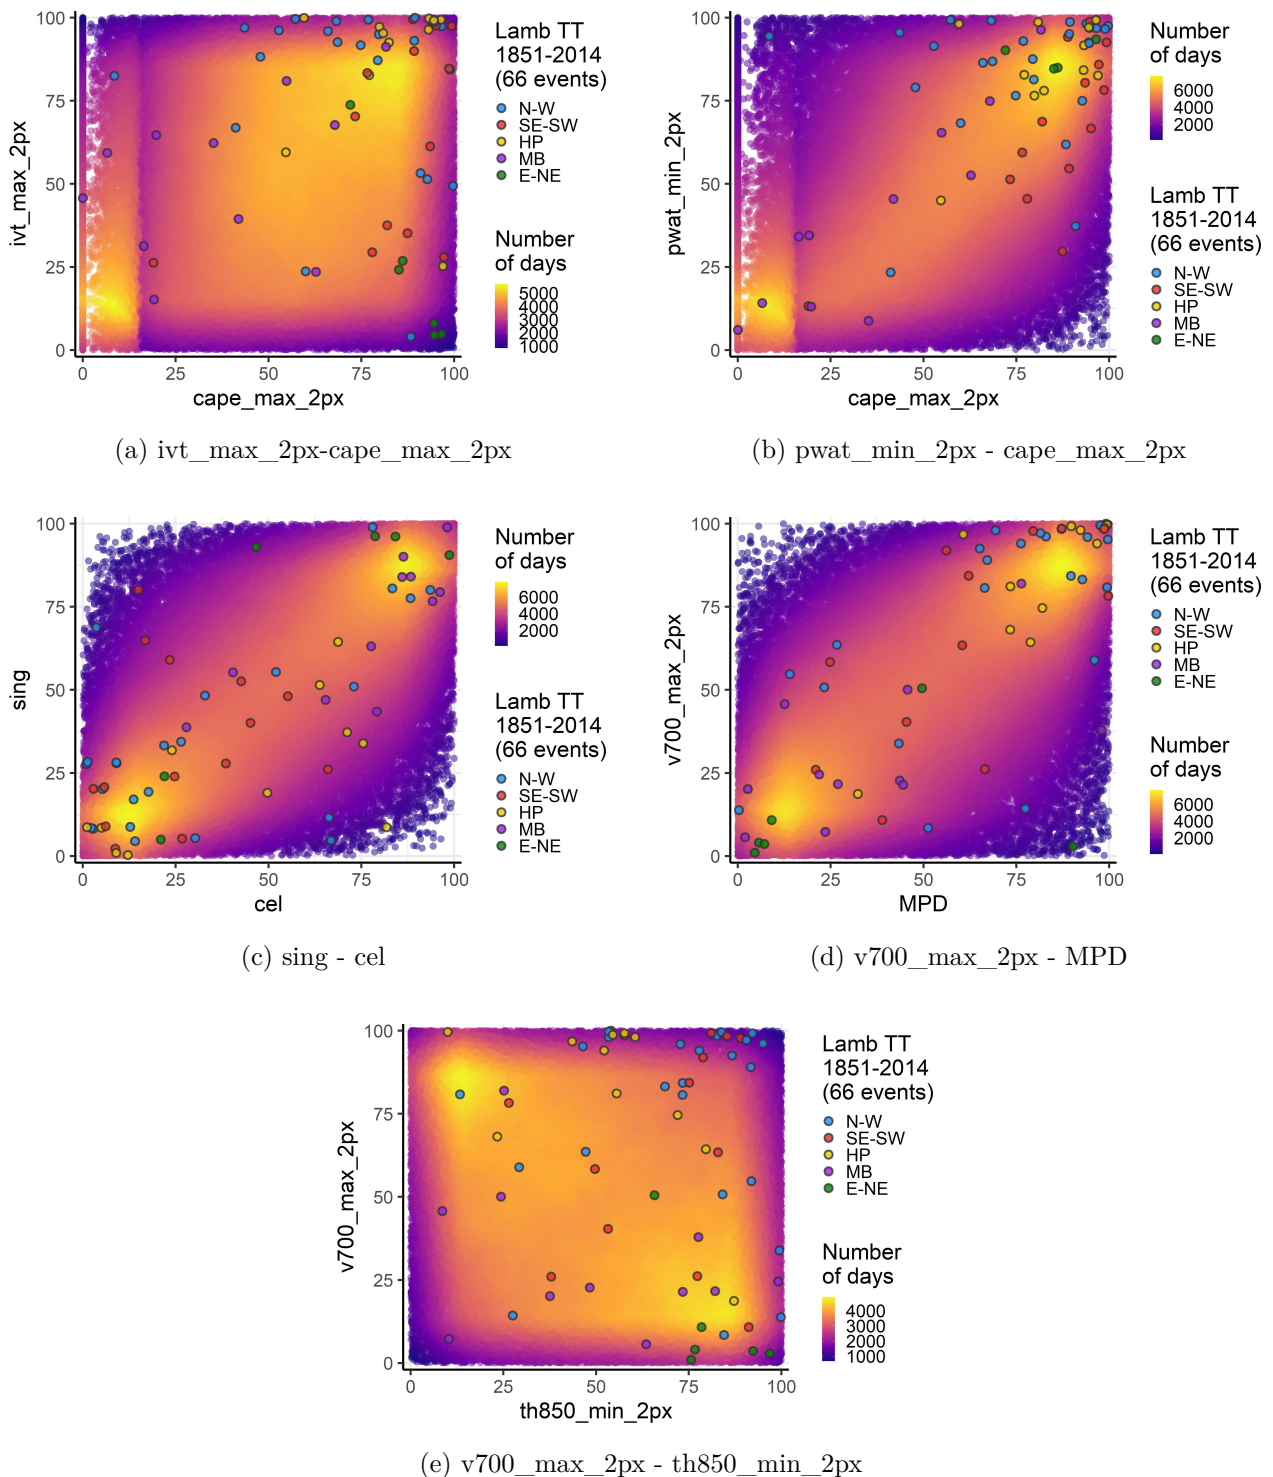 100
75
50
25
0
ivt_max_2px
0 25 50 75 100
cape_max_2px
Lamb TT
1851-2014
(66 events)
N-W
SE-SW
HP
MB
E-NE
Number
of days
5000
4000
3000
2000
1000
(a) ivt_max_2px-cape_max_2px
100
75
50
25
0
pwat_min_2px
0 25 50 75 100
cape_max_2px
Number
of days
6000
4000
2000
Lamb TT
1851-2014
(66 events)
N-W
SE-SW
HP
MB
E-NE
(b) pwat_min_2px - cape_max_2px
100
75
50
25
0
sing
0 25 50 75 100
cel
Number
of days
6000
4000
2000
Lamb TT
1851-2014
(66 events)
N-W
SE-SW
HP
MB
E-NE
(c) sing - cel
100
75
50
25
0
v700_max_2px
0 25 50 75 100
MPD
Lamb TT
1851-2014
(66 events)
N-W
SE-SW
HP
MB
E-NE
Number
of days
6000
4000
2000
(d) v700_max_2px - MPD
100
75
50
25
0
v700_max_2px
0 25 50 75 100
th850_min_2px
Lamb TT
1851-2014
(66 events)
N-W
SE-SW
HP
MB
E-NE
Number
of days
4000
3000
2000
1000
(e) v700_max_2px - th850_min_2px